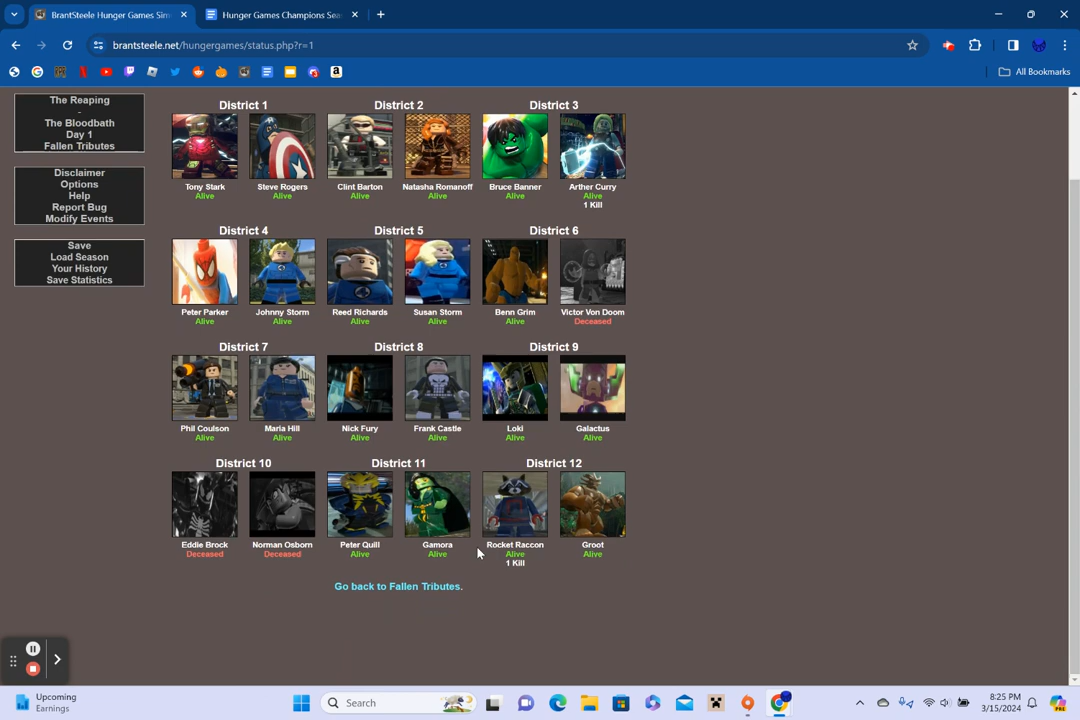 BrantSteele Hunger Games Sim
Hunger Games Champions Sea
brantsteele.net/hungergames/status.php?r=1
All Bookmarks
The Reaping
-
The Bloodbath
Day 1
Fallen Tributes
Disclaimer
Options
Help
Report Bug
Modify Events
Save
Load Season
Your History
Save Statistics
District 1 District 2 District 3
Tony Stark Steve Rogers Clint Barton Natasha Romanoff Bruce Banner Arther Curry
Alive Alive Alive Alive Alive Alive
1 Kill
District 4 District 5 District 6
Peter Parker Johnny Storm Reed Richards Susan Storm Benn Grim Victor Von Doom
Alive Alive Alive Alive Alive Deceased
District 7 District 8 District 9
Phil Coulson Maria Hill Nick Fury Frank Castle Loki Galactus
Alive Alive Alive Alive Alive Alive
District 10 District 11 District 12
Eddie Brock Norman Osborn Peter Quill Gamora Rocket Raccon Groot
Deceased Deceased Alive Alive Alive Alive
1 Kill
Go back to Fallen Tributes.
Upcoming
Earnings
Search
8:25 PM
3/15/2024